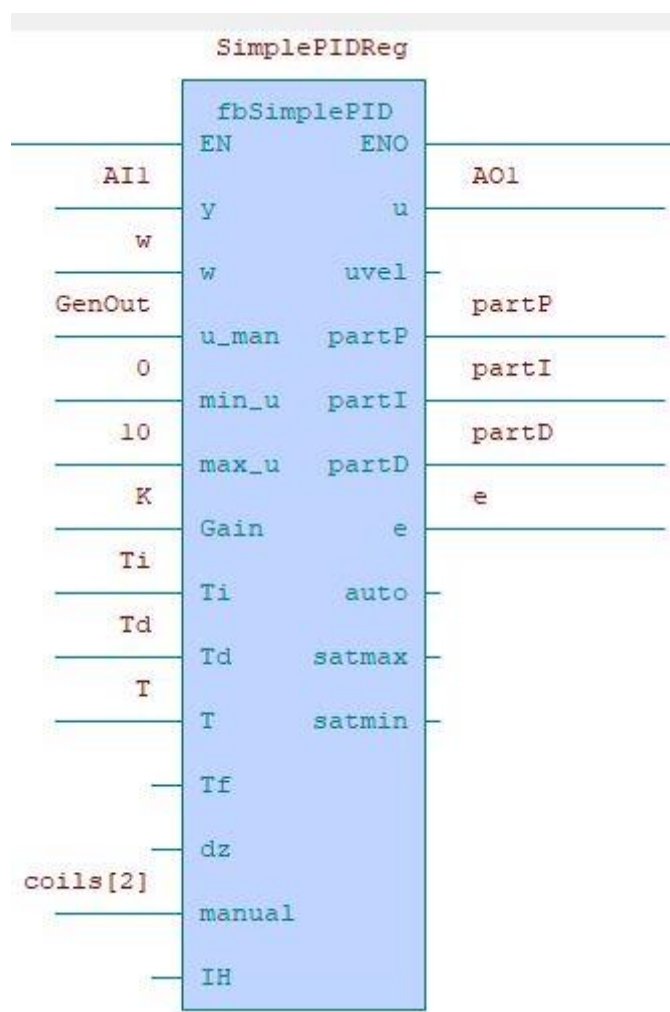 SimplePIDReg
fbSimplePID
EN ENO
AI1 AO1
y u
w
w uvel
GenOut partP
u_man partP
0 partI
min_u partI
10 partD
max_u partD
K e
Gain e
Ti
Ti auto
Td
Td satmax
T
T satmin
Tf
dz
coils[2]
manual
IH